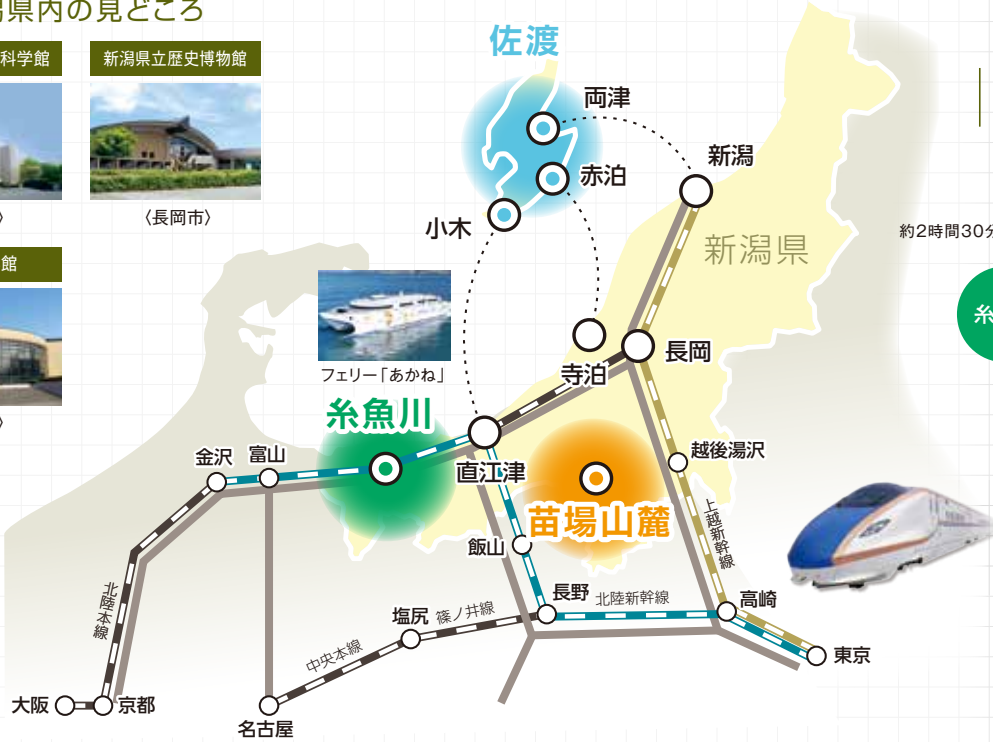 潟県内の見どころ
科学館
新潟県立歴史博物館
〈長岡市〉
館
佐渡
両津
赤泊
小木
新潟
新潟県
約2時間30分
糸
フェリー「あかね」
寺泊
長岡
糸魚川
直江津
金沢
富山
越後湯沢
苗場山麓
飯山
上越新幹線
北陸本線
塩尻
篠ノ井線
長野
北陸新幹線
高崎
中央本線
東京
大阪
京都
名古屋